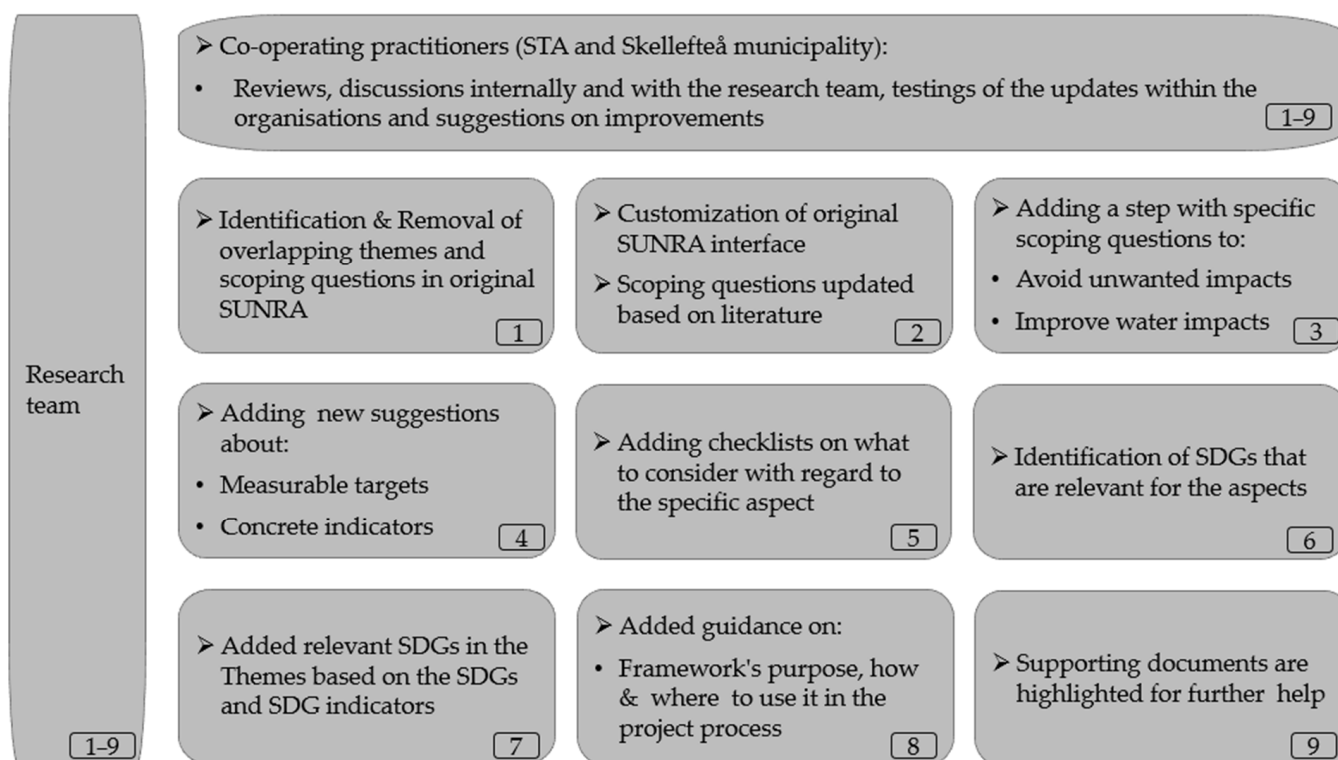 ➢ Co-operating practitioners (STA and Skellefteå municipality):
• Reviews, discussions internally and with the research team, testings of the updates within the
organisations and suggestions on improvements
1–9
Research
team
1–9
➢ Identification & Removal of
overlapping themes and
scoping questions in original
SUNRA
1
➢ Customization of original
SUNRA interface
➢ Scoping questions updated
based on literature
2
➢ Adding a step with specific
scoping questions to:
• Avoid unwanted impacts
• Improve water impacts
3
➢ Adding new suggestions
about:
• Measurable targets
• Concrete indicators
4
➢ Adding checklists on what
to consider with regard to
the specific aspect
5
➢ Identification of SDGs that
are relevant for the aspects
6
➢ Added relevant SDGs in the
Themes based on the SDGs
and SDG indicators
7
➢ Added guidance on:
• Framework's purpose, how
& where to use it in the
project process
8
➢ Supporting documents are
highlighted for further help
9